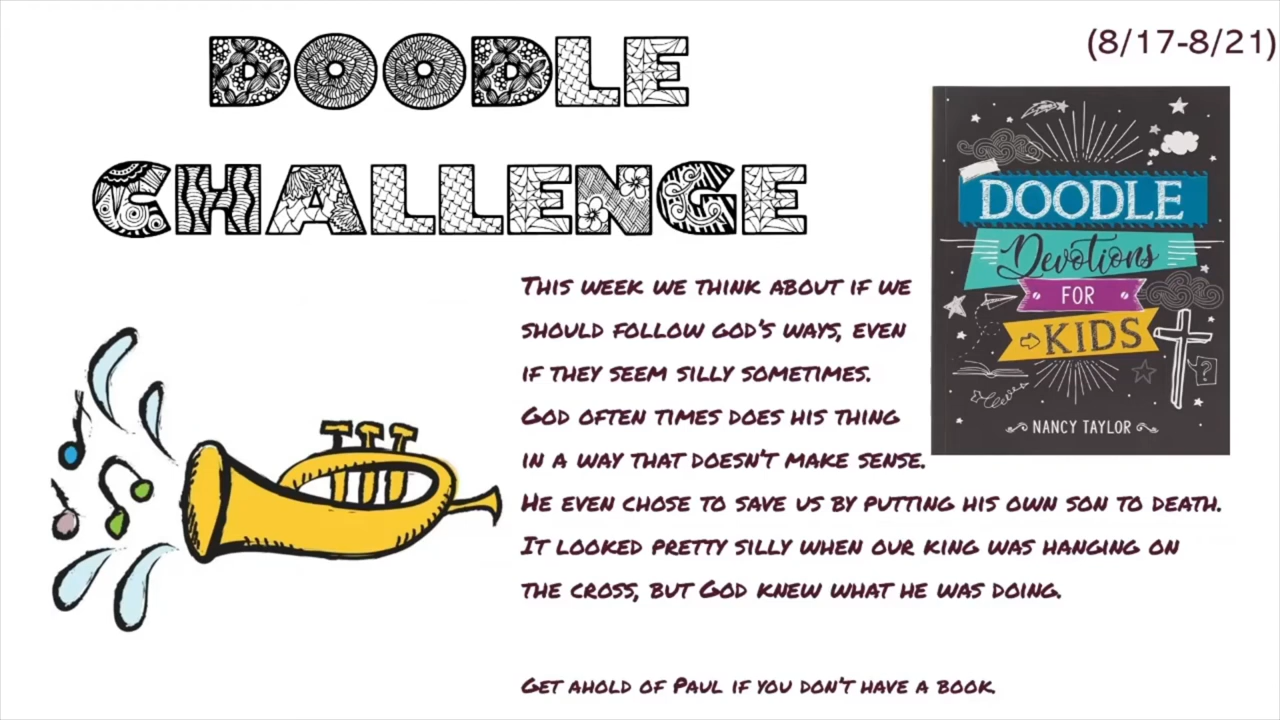 DOODLE
CHALLENGE
(8/17-8/21)
THIS WEEK WE THINK ABOUT IF WE
SHOULD FOLLOW GOD'S WAYS, EVEN
IF THEY SEEM SILLY SOMETIMES.
GOD OFTEN TIMES DOES HIS THING
IN A WAY THAT DOESN'T MAKE SENSE.
HE EVEN CHOSE TO SAVE US BY PUTTING HIS OWN SON TO DEATH.
IT LOOKED PRETTY SILLY WHEN OUR KING WAS HANGING ON
THE CROSS, BUT GOD KNEW WHAT HE WAS DOING.
GET AHOLD OF PAUL IF YOU DON'T HAVE A BOOK.
DOODLE
Devotions
FOR
KIDS
?
NANCY TAYLOR